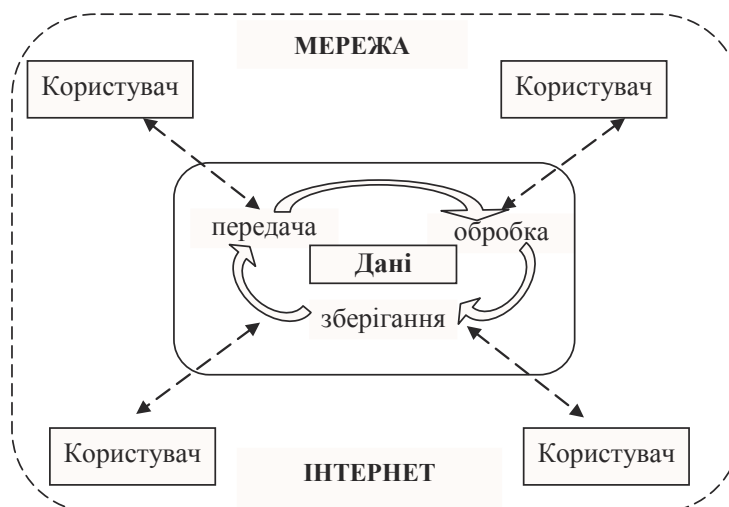 МЕРЕЖА
Користувач
Користувач
передача
обробка
Дані
зберігання
Користувач
Користувач
ІНТЕРНЕТ